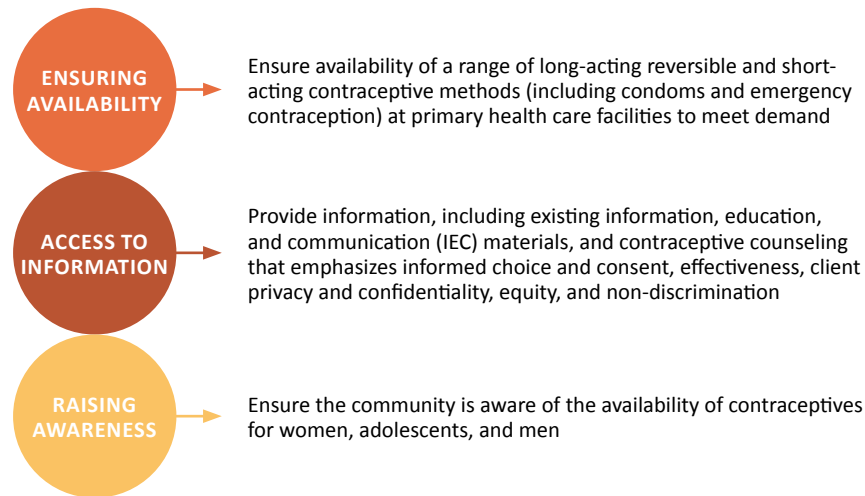 ENSURING
AVAILABILITY
Ensure availability of a range of long-acting reversible and short-
acting contraceptive methods (including condoms and emergency
contraception) at primary health care facilities to meet demand
ACCESS TO
INFORMATION
Provide information, including existing information, education,
and communication (IEC) materials, and contraceptive counseling
that emphasizes informed choice and consent, effectiveness, client
privacy and confidentiality, equity, and non-discrimination
RAISING
AWARENESS
Ensure the community is aware of the availability of contraceptives
for women, adolescents, and men